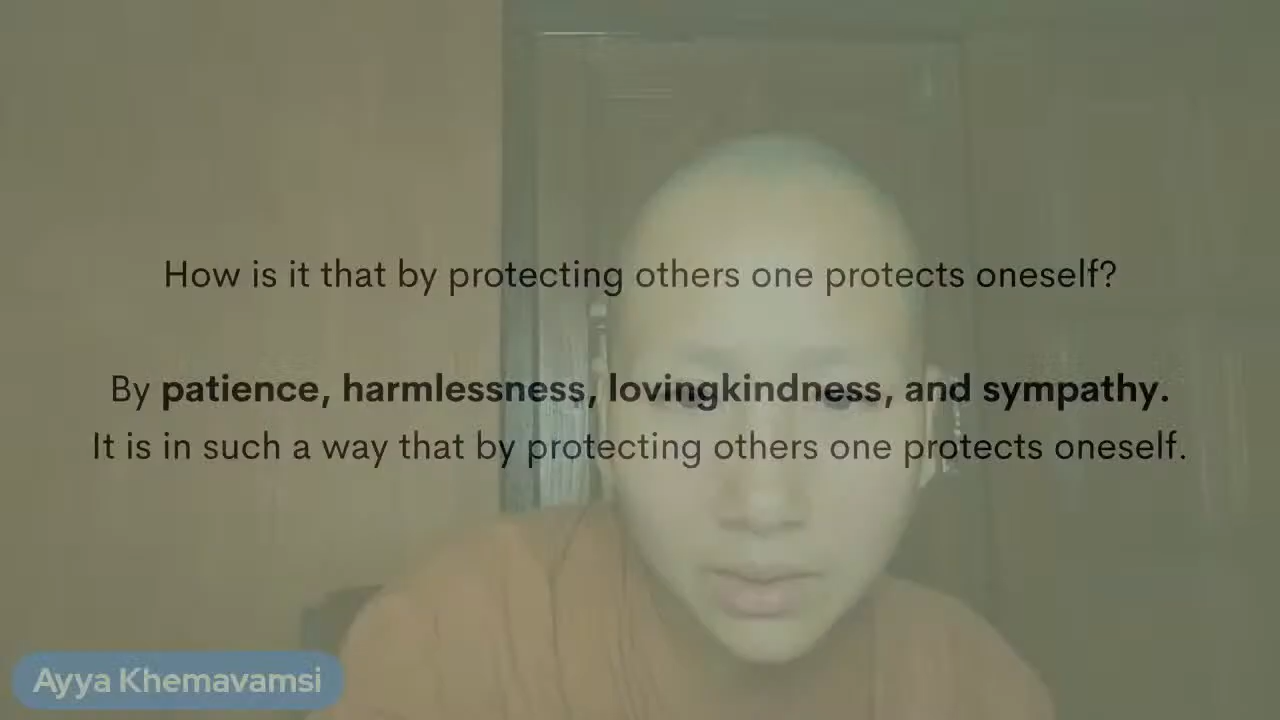 How is it that by protecting others one protects oneself?
By patience, harmlessness, lovingkindness, and sympathy.
It is in such a way that by protecting others one protects oneself.
Ayya Khemavamsi